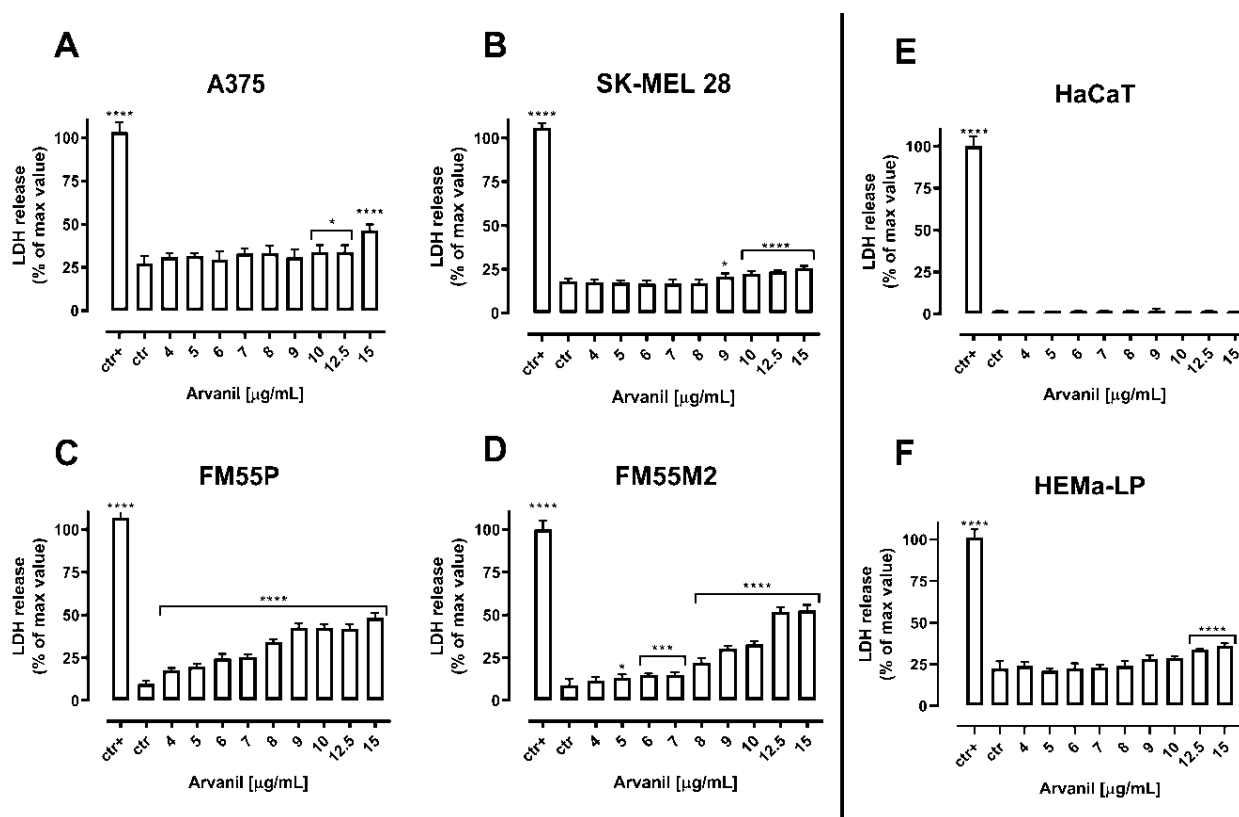 A
A375
****
*
****
LDH release
(% of max value)
100
75
50
25
0
ctr+ ctr 4 5 6 7 8 9 10 12.5 15
Arvanil [µg/mL]
B
SK-MEL 28
****
*
****
LDH release
(% of max value)
100
75
50
25
0
ctr+ ctr 4 5 6 7 8 9 10 12.5 15
Arvanil [µg/mL]
E
HaCaT
****
LDH release
(% of max value)
100
75
50
25
0
ctr+ ctr 4 5 6 7 8 9 10 12.5 15
Arvanil [µg/mL]
C
FM55P
****
****
LDH release
(% of max value)
100
75
50
25
0
ctr+ ctr 4 5 6 7 8 9 10 12.5 15
Arvanil [µg/mL]
D
FM55M2
****
*
***
****
LDH release
(% of max value)
100
75
50
25
0
ctr+ ctr 4 5 6 7 8 9 10 12.5 15
Arvanil [µg/mL]
F
HEMa-LP
****
****
LDH release
(% of max value)
100
75
50
25
0
ctr+ ctr 4 5 6 7 8 9 10 12.5 15
Arvanil [µg/mL]